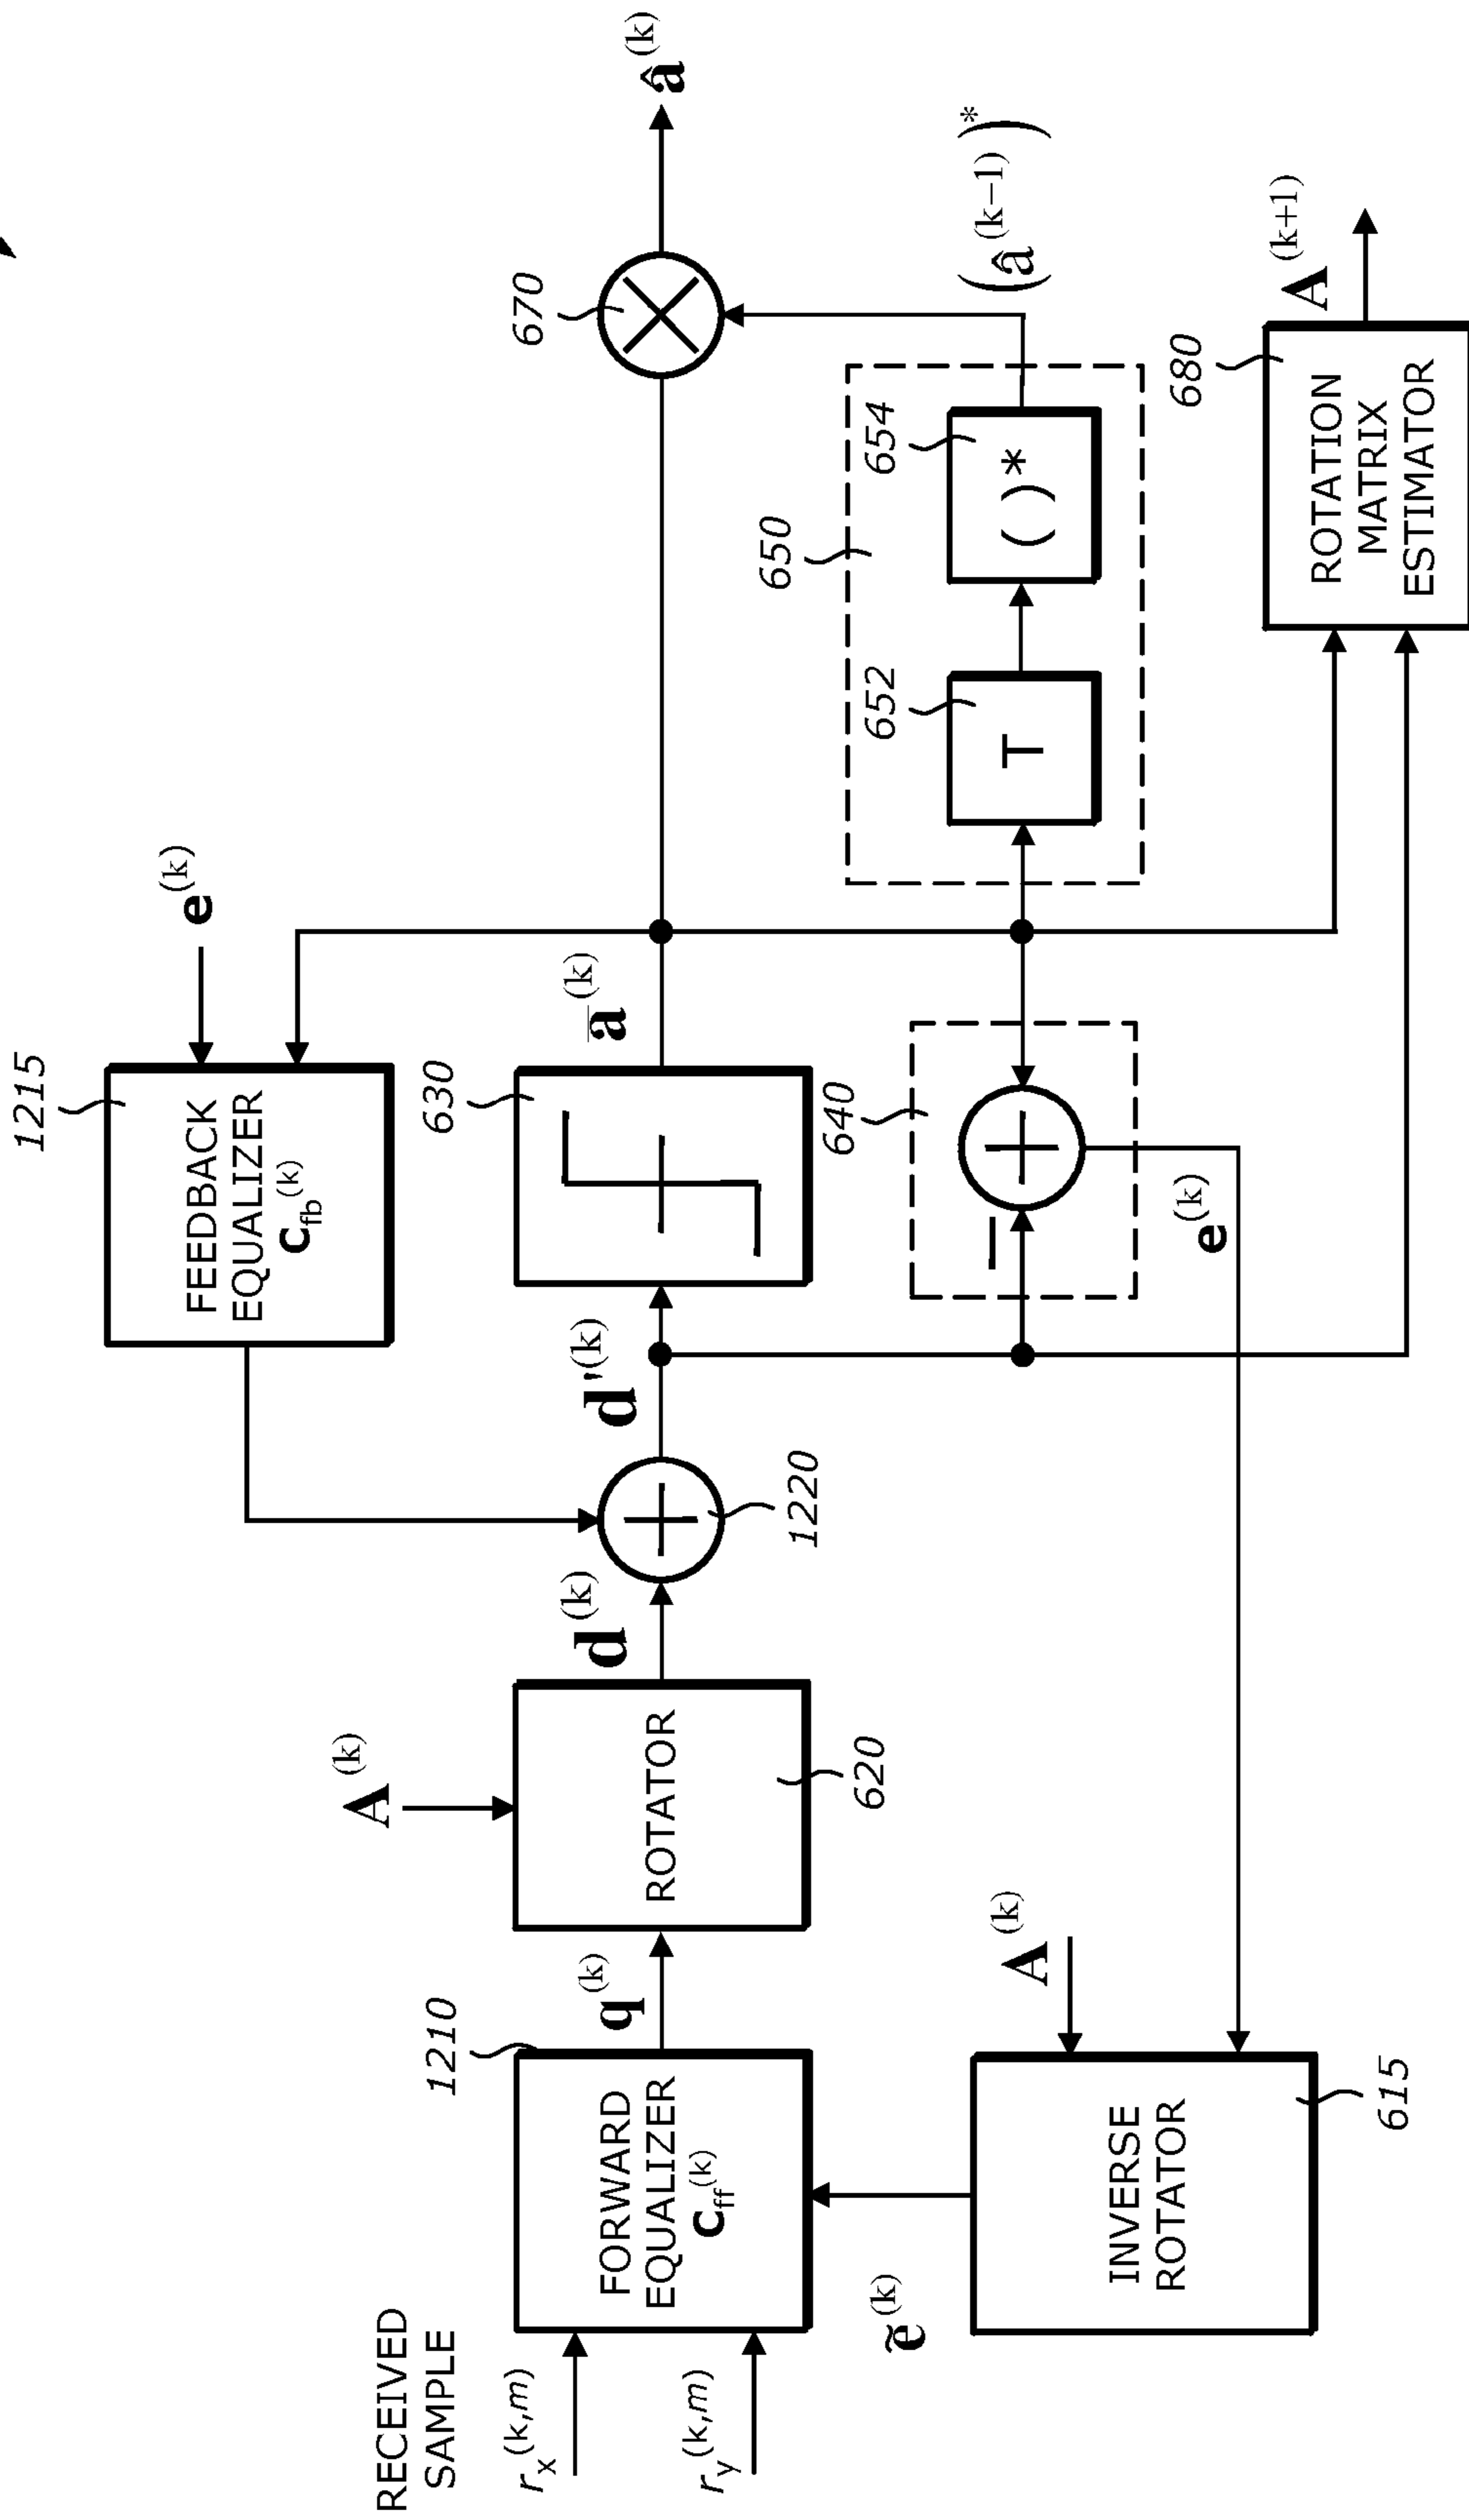 RECEIVED
SAMPLE
r_x^(k,m)
r_y^(k,m)
1210
FORWARD
EQUALIZER
c_ff^(k)
q^(k)
A^(k)
ROTATOR
620
d^(k)
1220
d'^(k)
1215
FEEDBACK
EQUALIZER
c_fb^(k)
e^(k)
630
a̅^(k)
670
â^(k)
640
−
e^(k)
650
652
T
654
( )*
(â^(k−1))*
680
ROTATION
MATRIX
ESTIMATOR
A^(k+1)
ẽ^(k)
INVERSE
ROTATOR
A^(k)
615